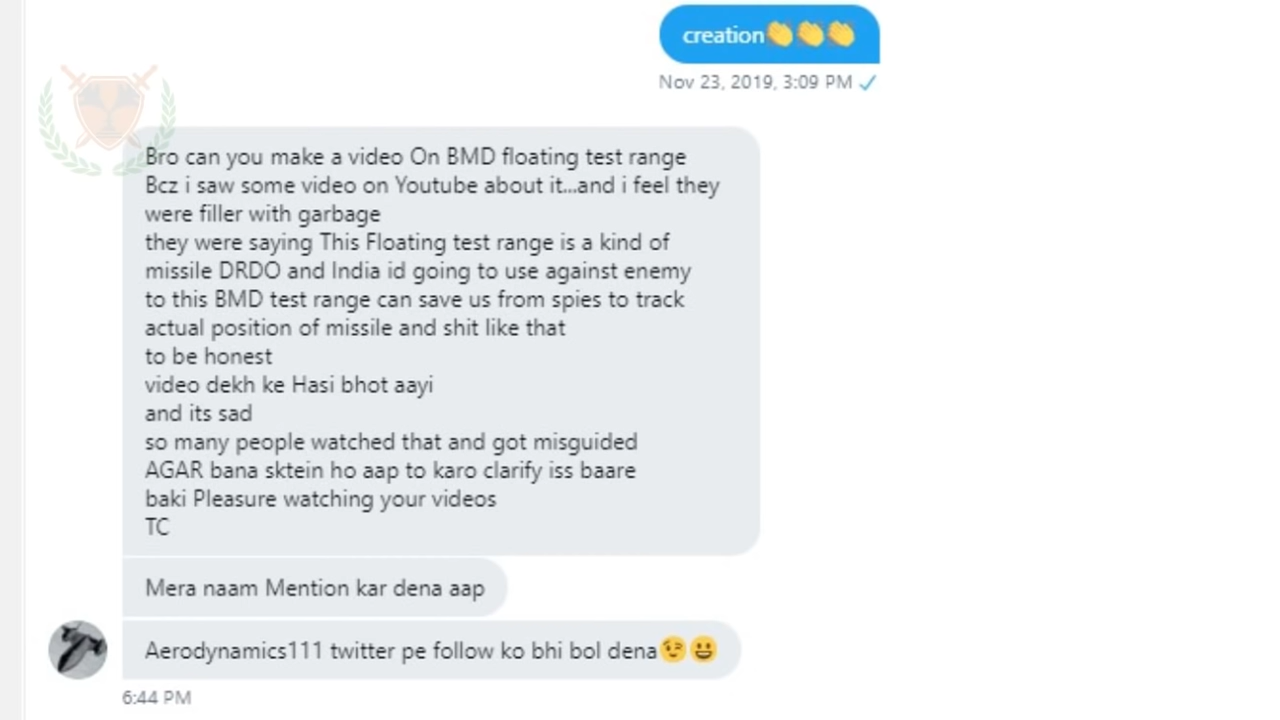 creation👏👏👏
Nov 23, 2019, 3:09 PM ✓
Bro can you make a video On BMD floating test range
Bcz i saw some video on Youtube about it...and i feel they
were filler with garbage
they were saying This Floating test range is a kind of
missile DRDO and India id going to use against enemy
to this BMD test range can save us from spies to track
actual position of missile and shit like that
to be honest
video dekh ke Hasi bhot aayi
and its sad
so many people watched that and got misguided
AGAR bana sktein ho aap to karo clarify iss baare
baki Pleasure watching your videos
TC
Mera naam Mention kar dena aap
Aerodynamics111 twitter pe follow ko bhi bol dena😉😃
6:44 PM